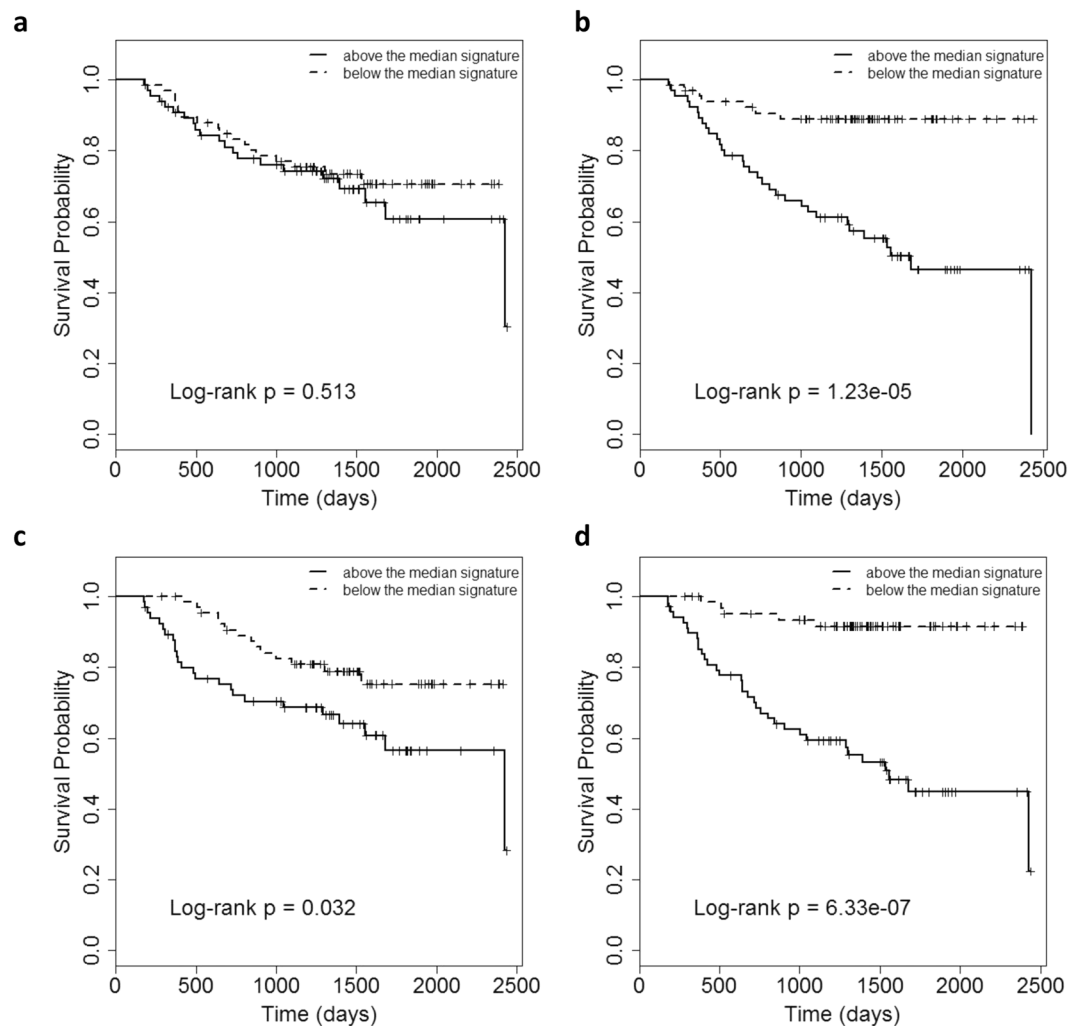 a
above the median signature
below the median signature
Survival Probability
0.0 0.2 0.4 0.6 0.8 1.0
Log-rank p = 0.513
0 500 1000 1500 2000 2500
Time (days)
b
above the median signature
below the median signature
Survival Probability
0.0 0.2 0.4 0.6 0.8 1.0
Log-rank p = 1.23e-05
0 500 1000 1500 2000 2500
Time (days)
c
above the median signature
below the median signature
Survival Probability
0.0 0.2 0.4 0.6 0.8 1.0
Log-rank p = 0.032
0 500 1000 1500 2000 2500
Time (days)
d
above the median signature
below the median signature
Survival Probability
0.0 0.2 0.4 0.6 0.8 1.0
Log-rank p = 6.33e-07
0 500 1000 1500 2000 2500
Time (days)